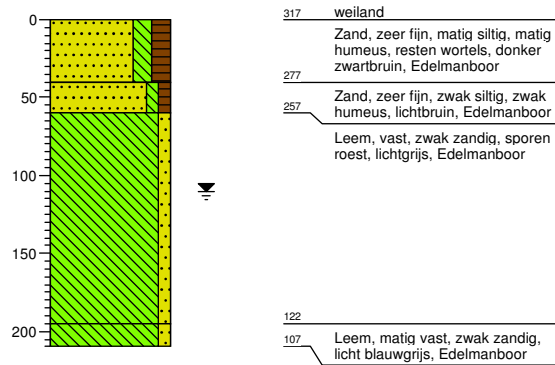 0
50
100
150
200
317 weiland
Zand, zeer fijn, matig siltig, matig
humeus, resten wortels, donker
zwartbruin, Edelmanboor
277
Zand, zeer fijn, zwak siltig, zwak
humeus, lichtbruin, Edelmanboor
257
Leem, vast, zwak zandig, sporen
roest, lichtgrijs, Edelmanboor
122
Leem, matig vast, zwak zandig,
licht blauwgrijs, Edelmanboor
107